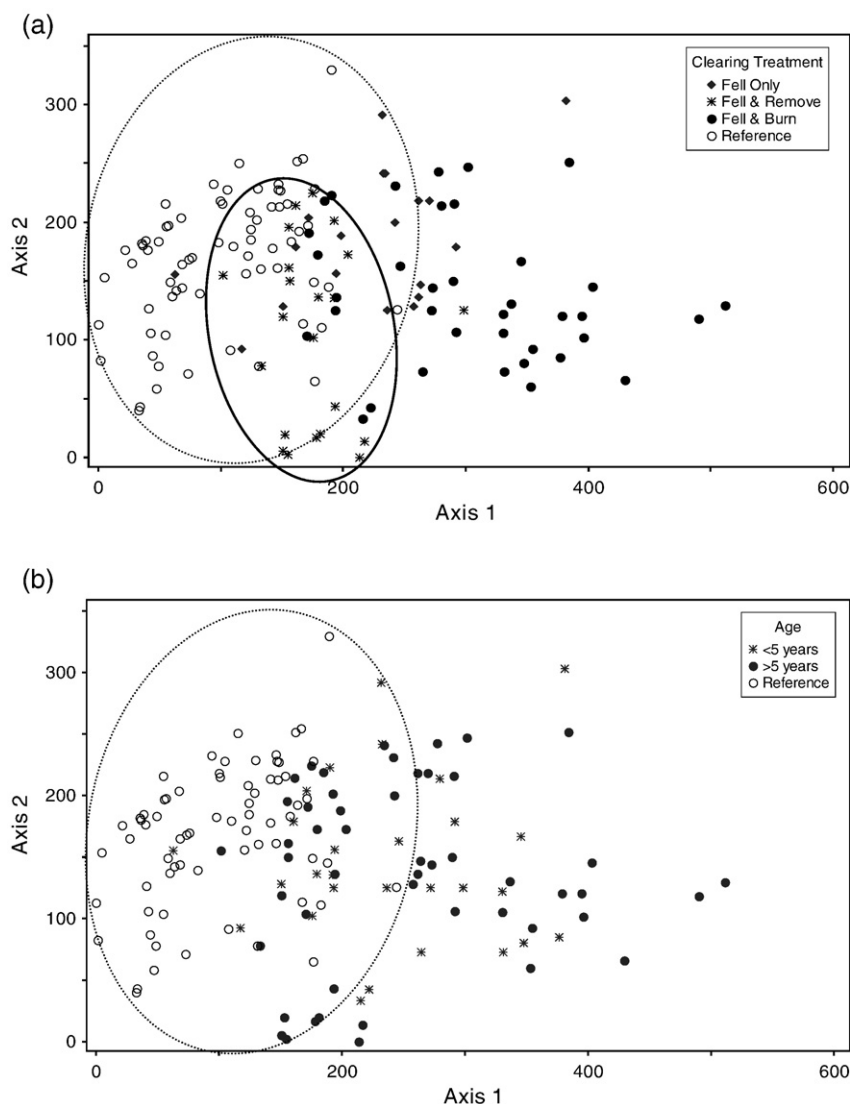 (a)
Clearing Treatment
Fell Only
Fell & Remove
Fell & Burn
Reference
300
200
100
0
Axis 2
0
200
400
600
Axis 1
(b)
Age
<5 years
>5 years
Reference
300
200
100
0
Axis 2
0
200
400
600
Axis 1